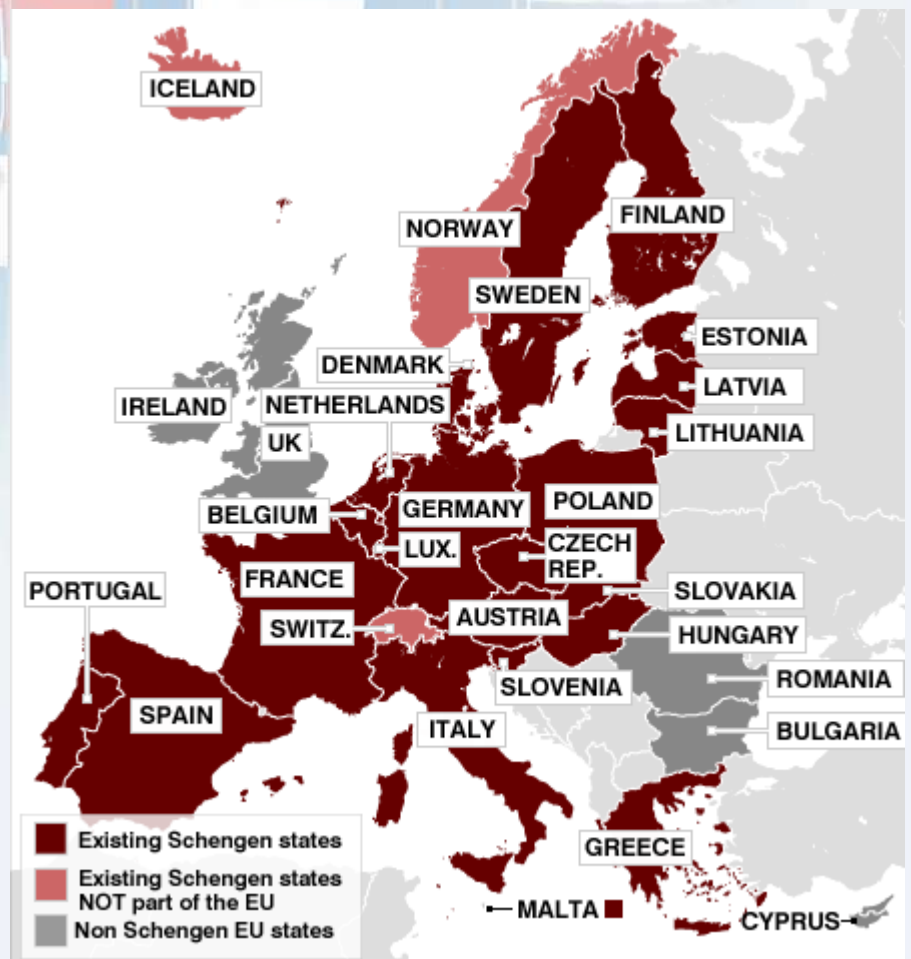 ICELAND
NORWAY
FINLAND
SWEDEN
DENMARK
ESTONIA
IRELAND
NETHERLANDS
LATVIA
UK
LITHUANIA
BELGIUM
GERMANY
POLAND
LUX.
CZECH
REP.
FRANCE
PORTUGAL
SLOVAKIA
SWITZ.
AUSTRIA
HUNGARY
SLOVENIA
ROMANIA
SPAIN
ITALY
BULGARIA
Existing Schengen states
GREECE
Existing Schengen states
NOT part of the EU
MALTA
CYPRUS
Non Schengen EU states